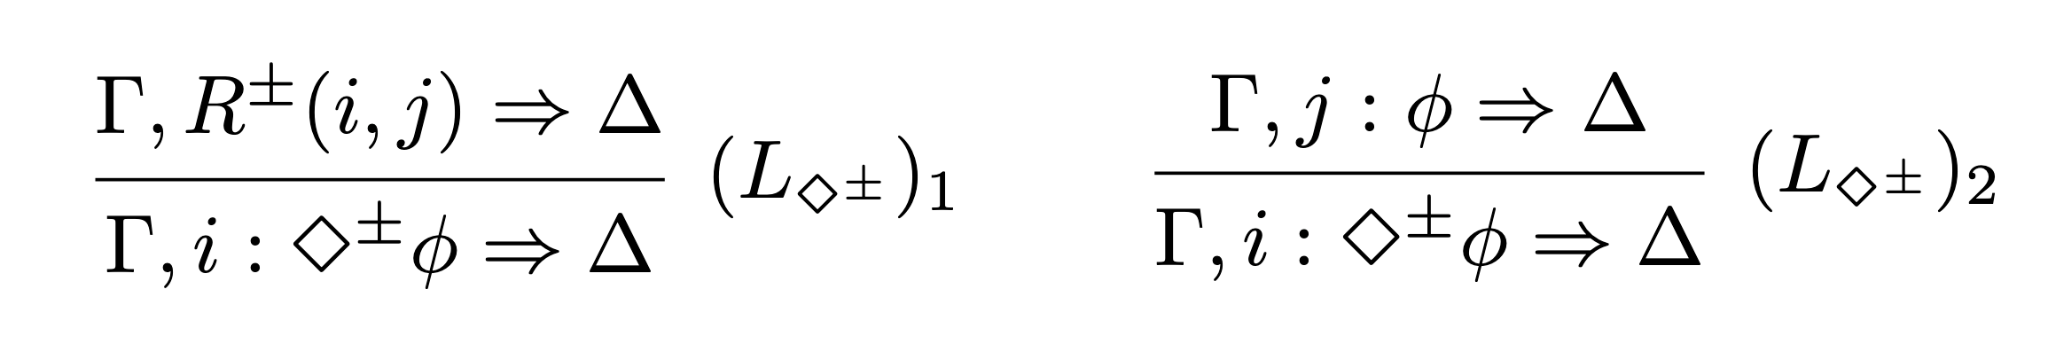 Γ, R^±(i, j) ⇒ Δ
Γ, i : ◇^±ϕ ⇒ Δ
(L_{◇^±})_1
Γ, j : ϕ ⇒ Δ
Γ, i : ◇^±ϕ ⇒ Δ
(L_{◇^±})_2